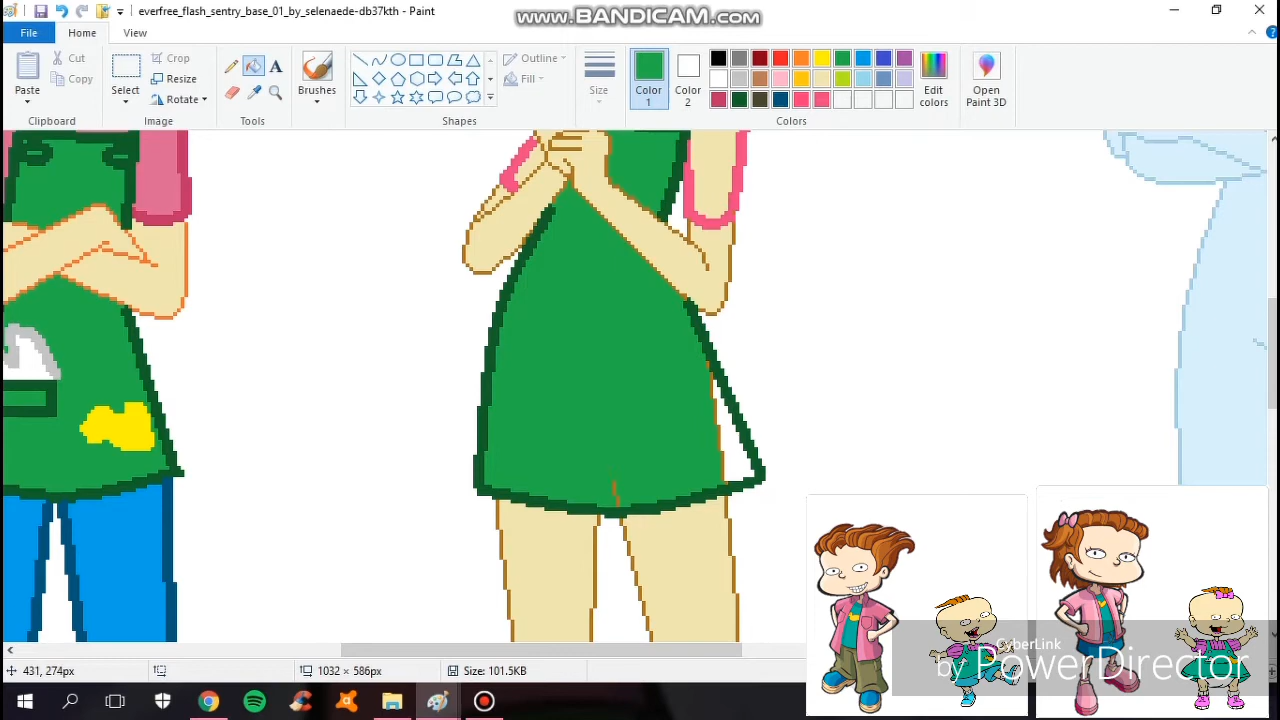 everfree_flash_sentry_base_01_by_selenaede-db37kth - Paint
www.BANDICAM.com
File
Home
View
Paste
Cut
Copy
Clipboard
Select
Crop
Resize
Rotate
Image
A
Tools
Brushes
Outline
Fill
Shapes
Size
Color 1
Color 2
Edit colors
Colors
Open Paint 3D
431, 274px
1032 × 586px
Size: 101.5KB
CyberLink
by PowerDirector